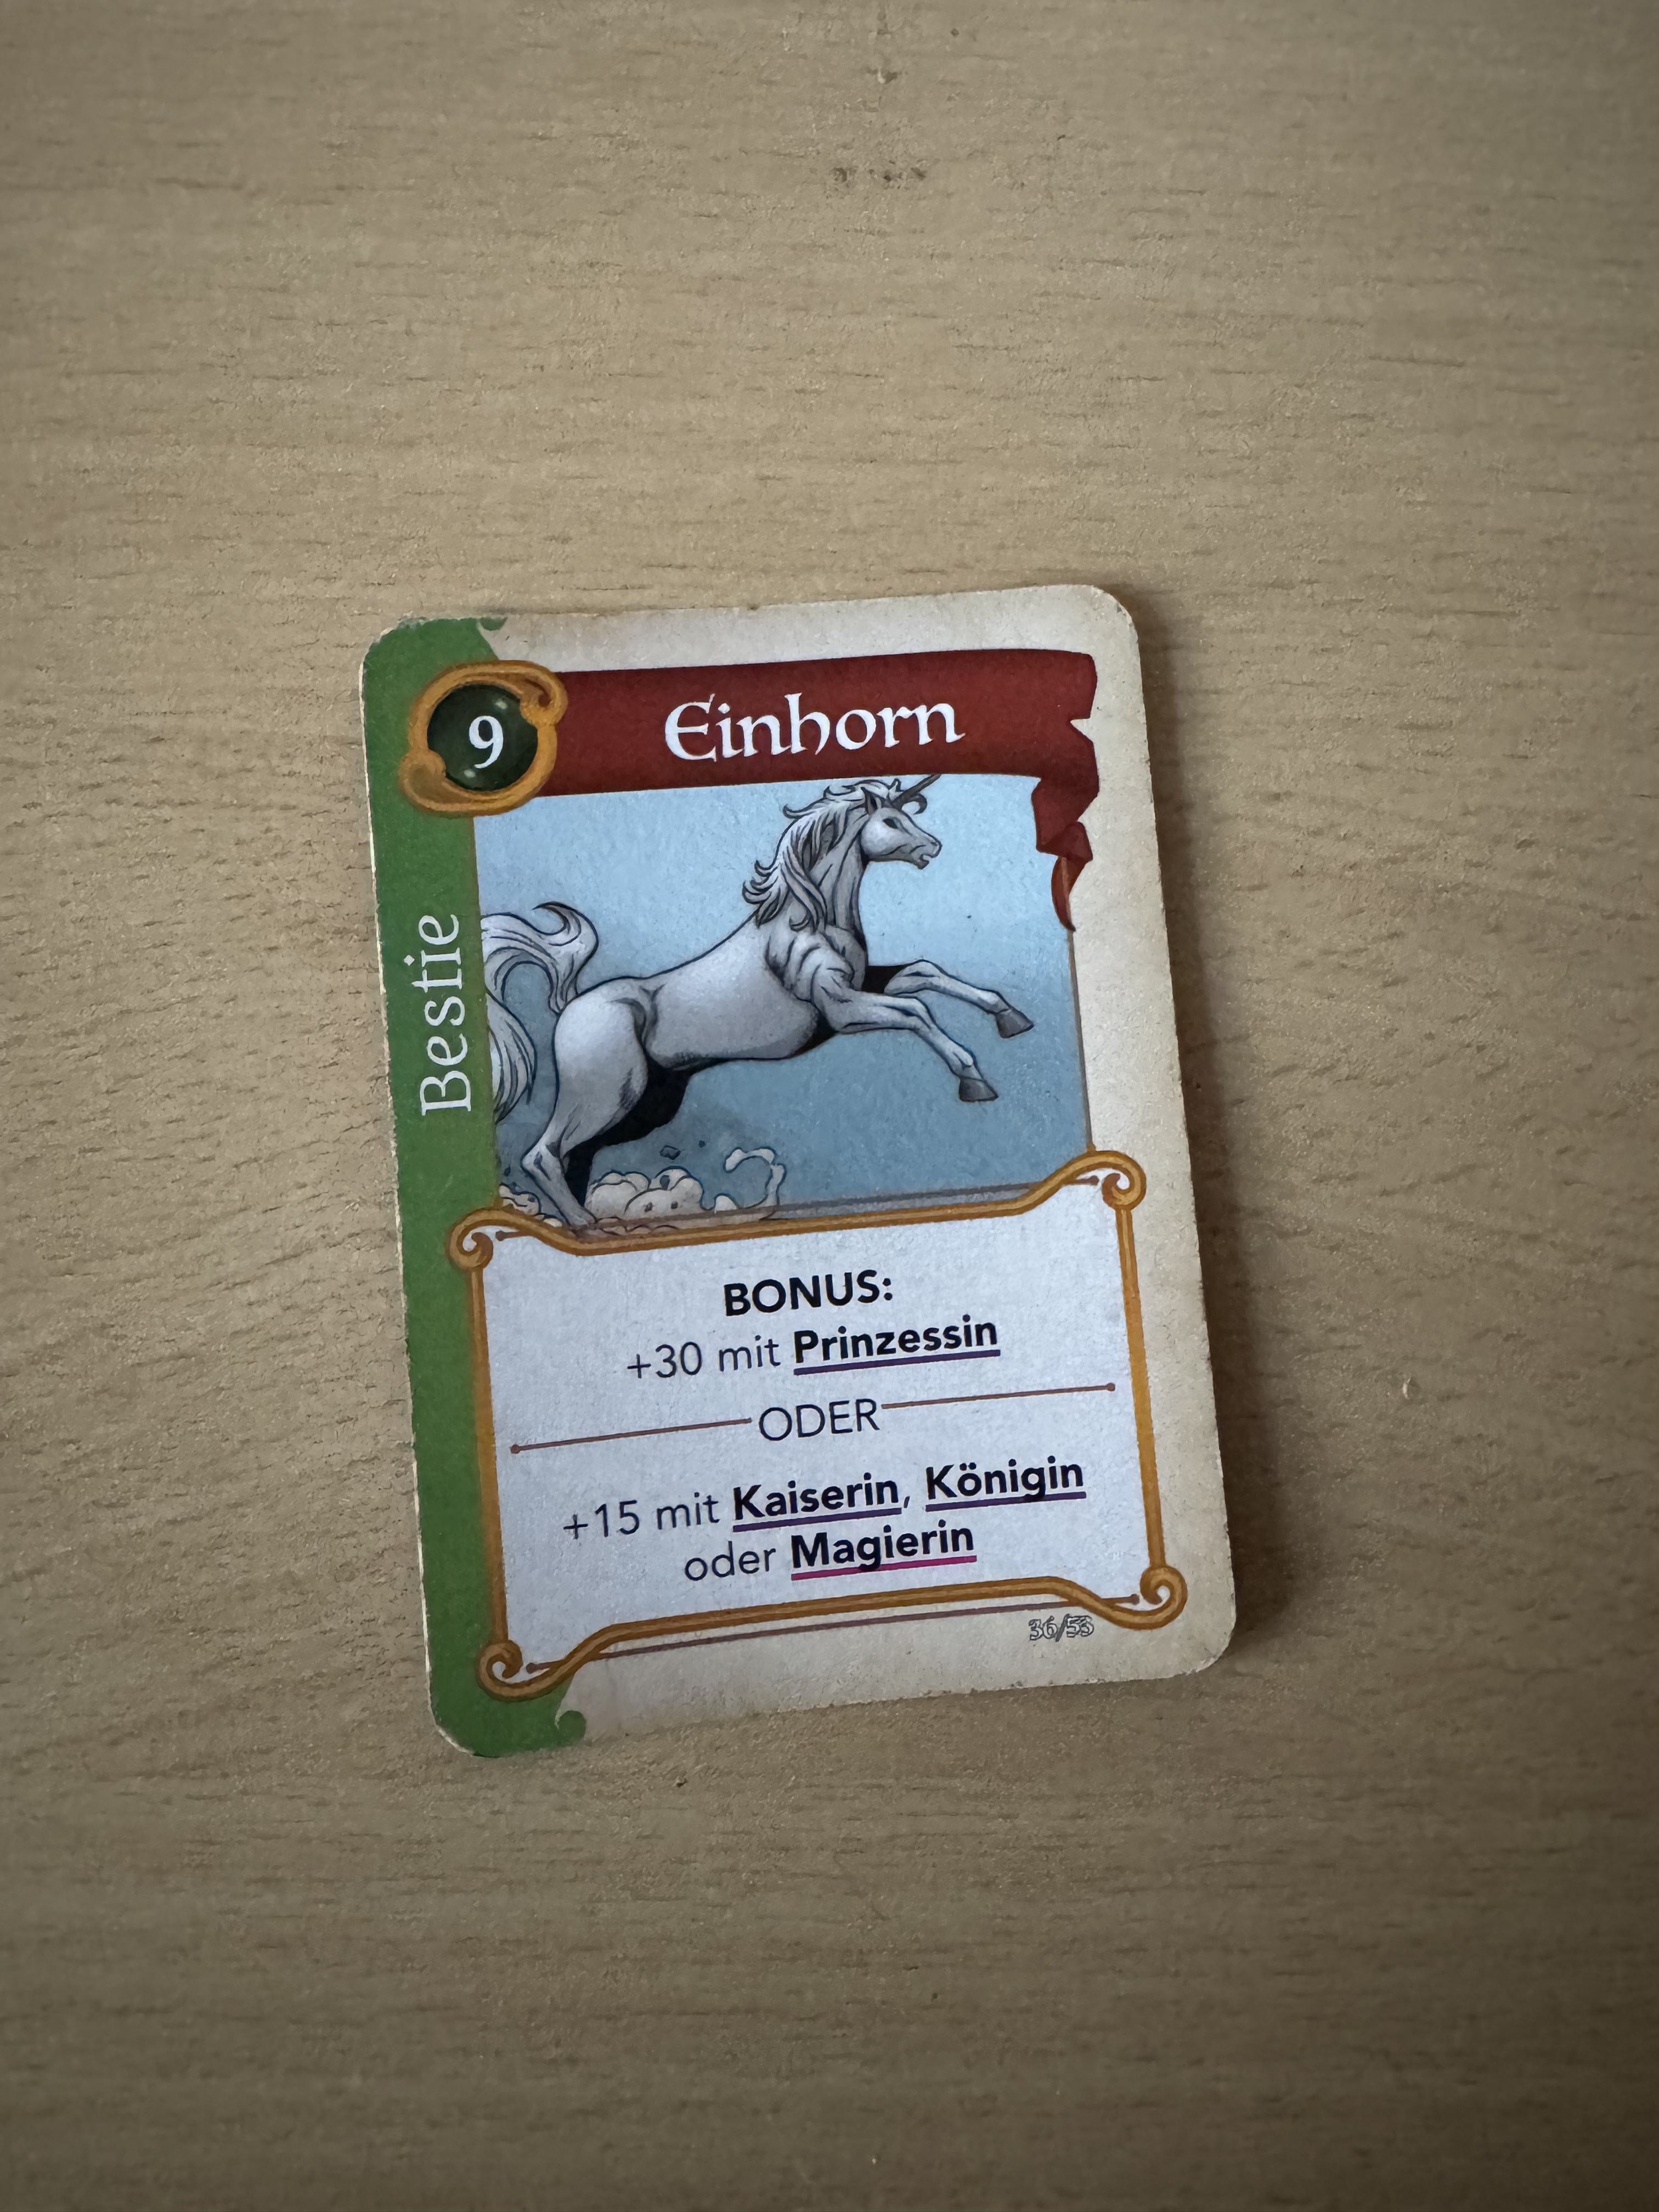 9
Einhorn
Bestie
BONUS:
+30 mit Prinzessin
ODER
+15 mit Kaiserin, Königin
oder Magierin
36/53